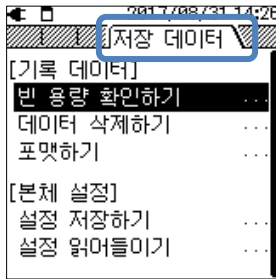 2017/08/31 14:26
저장 데이터
[기록 데이터]
빈 용량 확인하기 ...
데이터 삭제하기 ...
포맷하기 ...
[본체 설정]
설정 저장하기 ...
설정 읽어들이기 ...